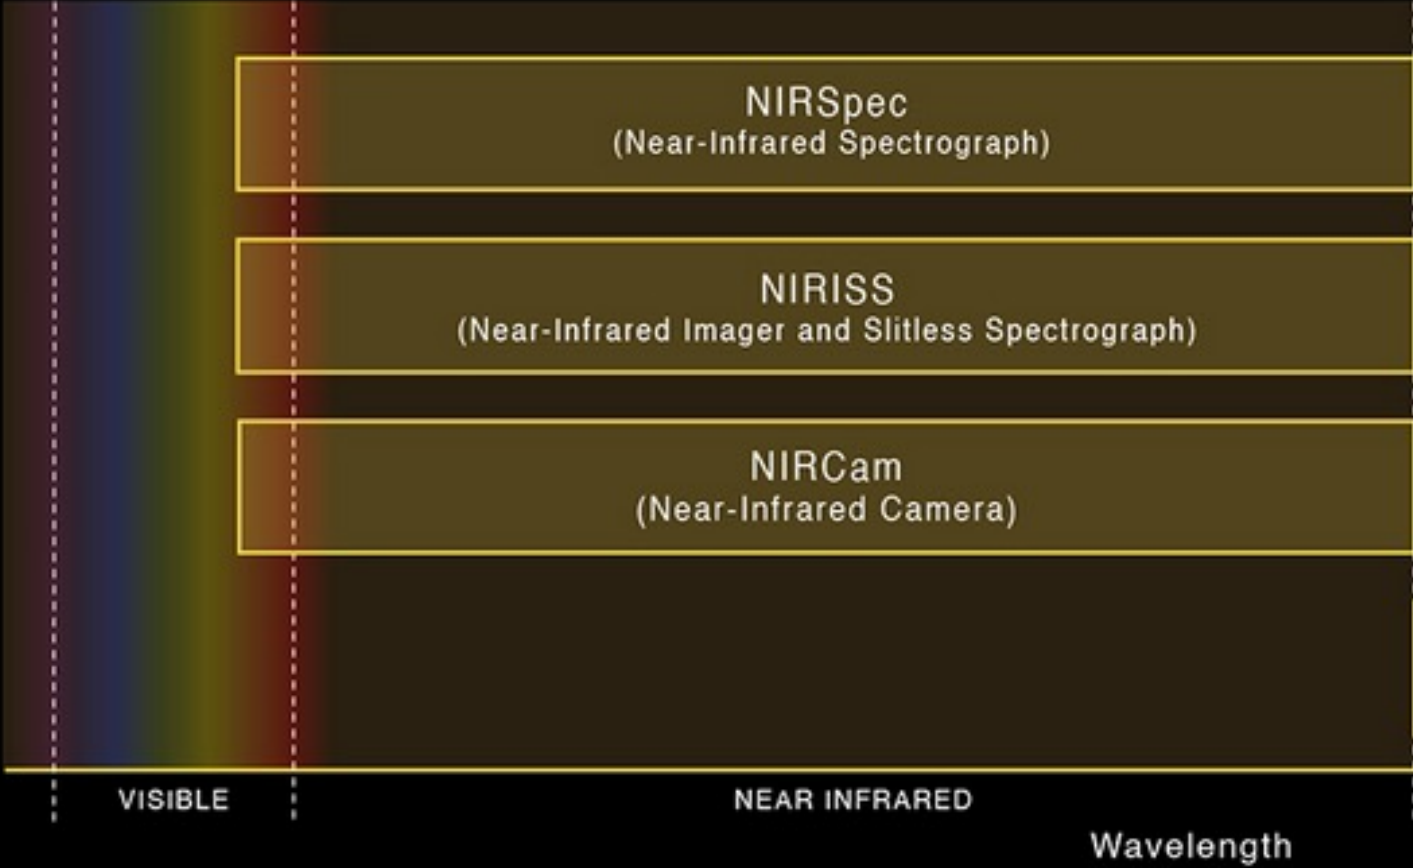 NIRSpec
(Near-Infrared Spectrograph)
NIRISS
(Near-Infrared Imager and Slitless Spectrograph)
NIRCam
(Near-Infrared Camera)
VISIBLE
NEAR INFRARED
Wavelength